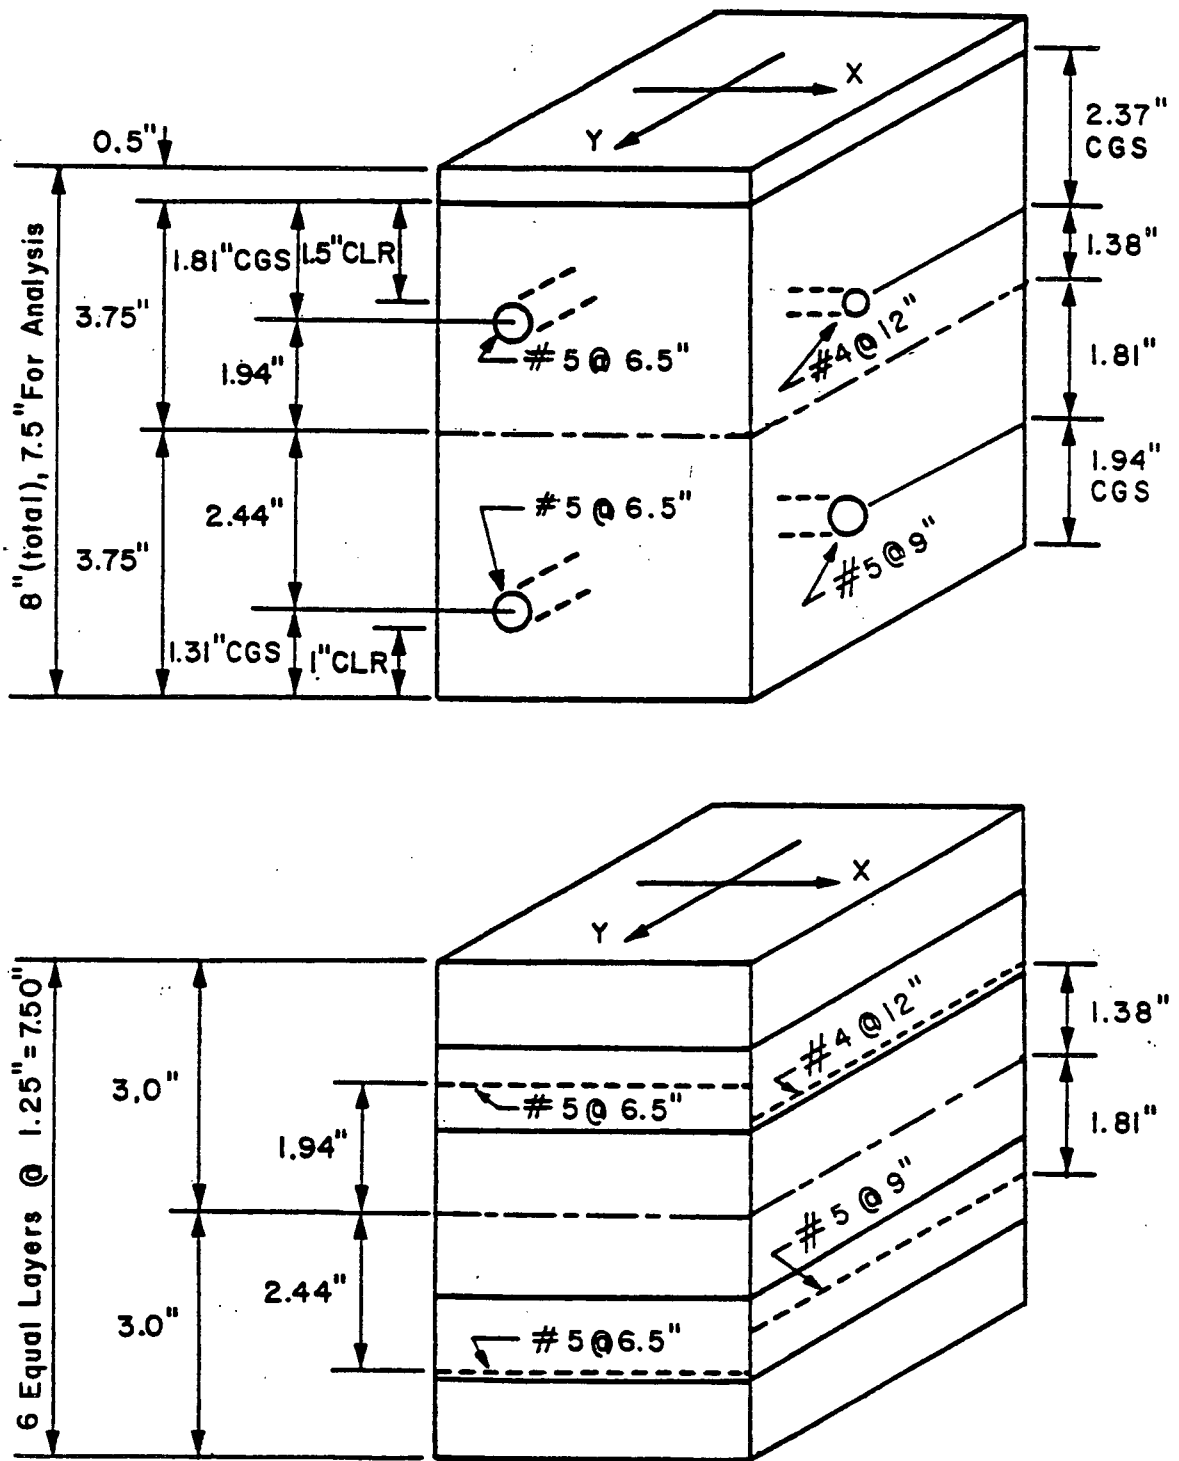 X
Y
2.37"
CGS
0.5"
1.38"
1.81" CGS
1.5" CLR
3.75"
#4@12"
#5@6.5"
1.94"
1.81"
8" (total), 7.5" For Analysis
2.44"
#5@6.5"
1.94"
CGS
3.75"
#5@9"
1.31" CGS
1" CLR
X
Y
6 Equal Layers @ 1.25" = 7.50"
3.0"
#4@12"
1.38"
#5@6.5"
1.94"
1.81"
#5@9"
2.44"
3.0"
#5@6.5"